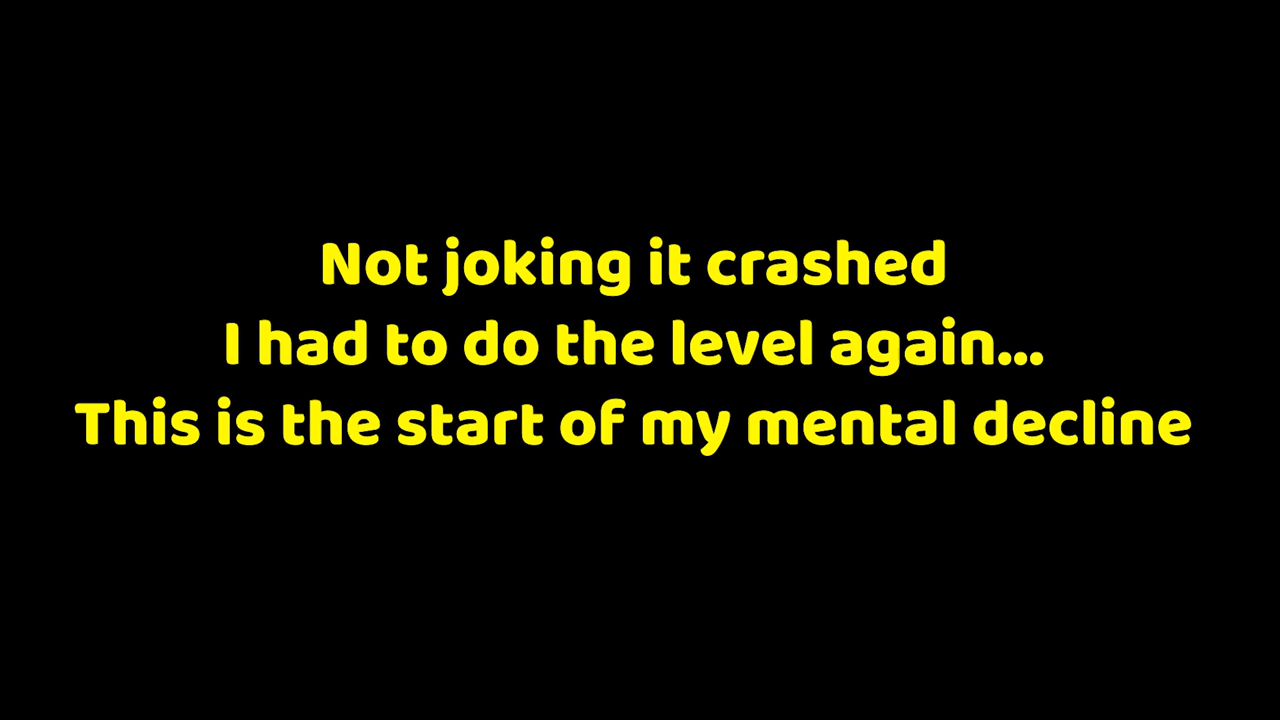 Not joking it crashed
I had to do the level again...
This is the start of my mental decline